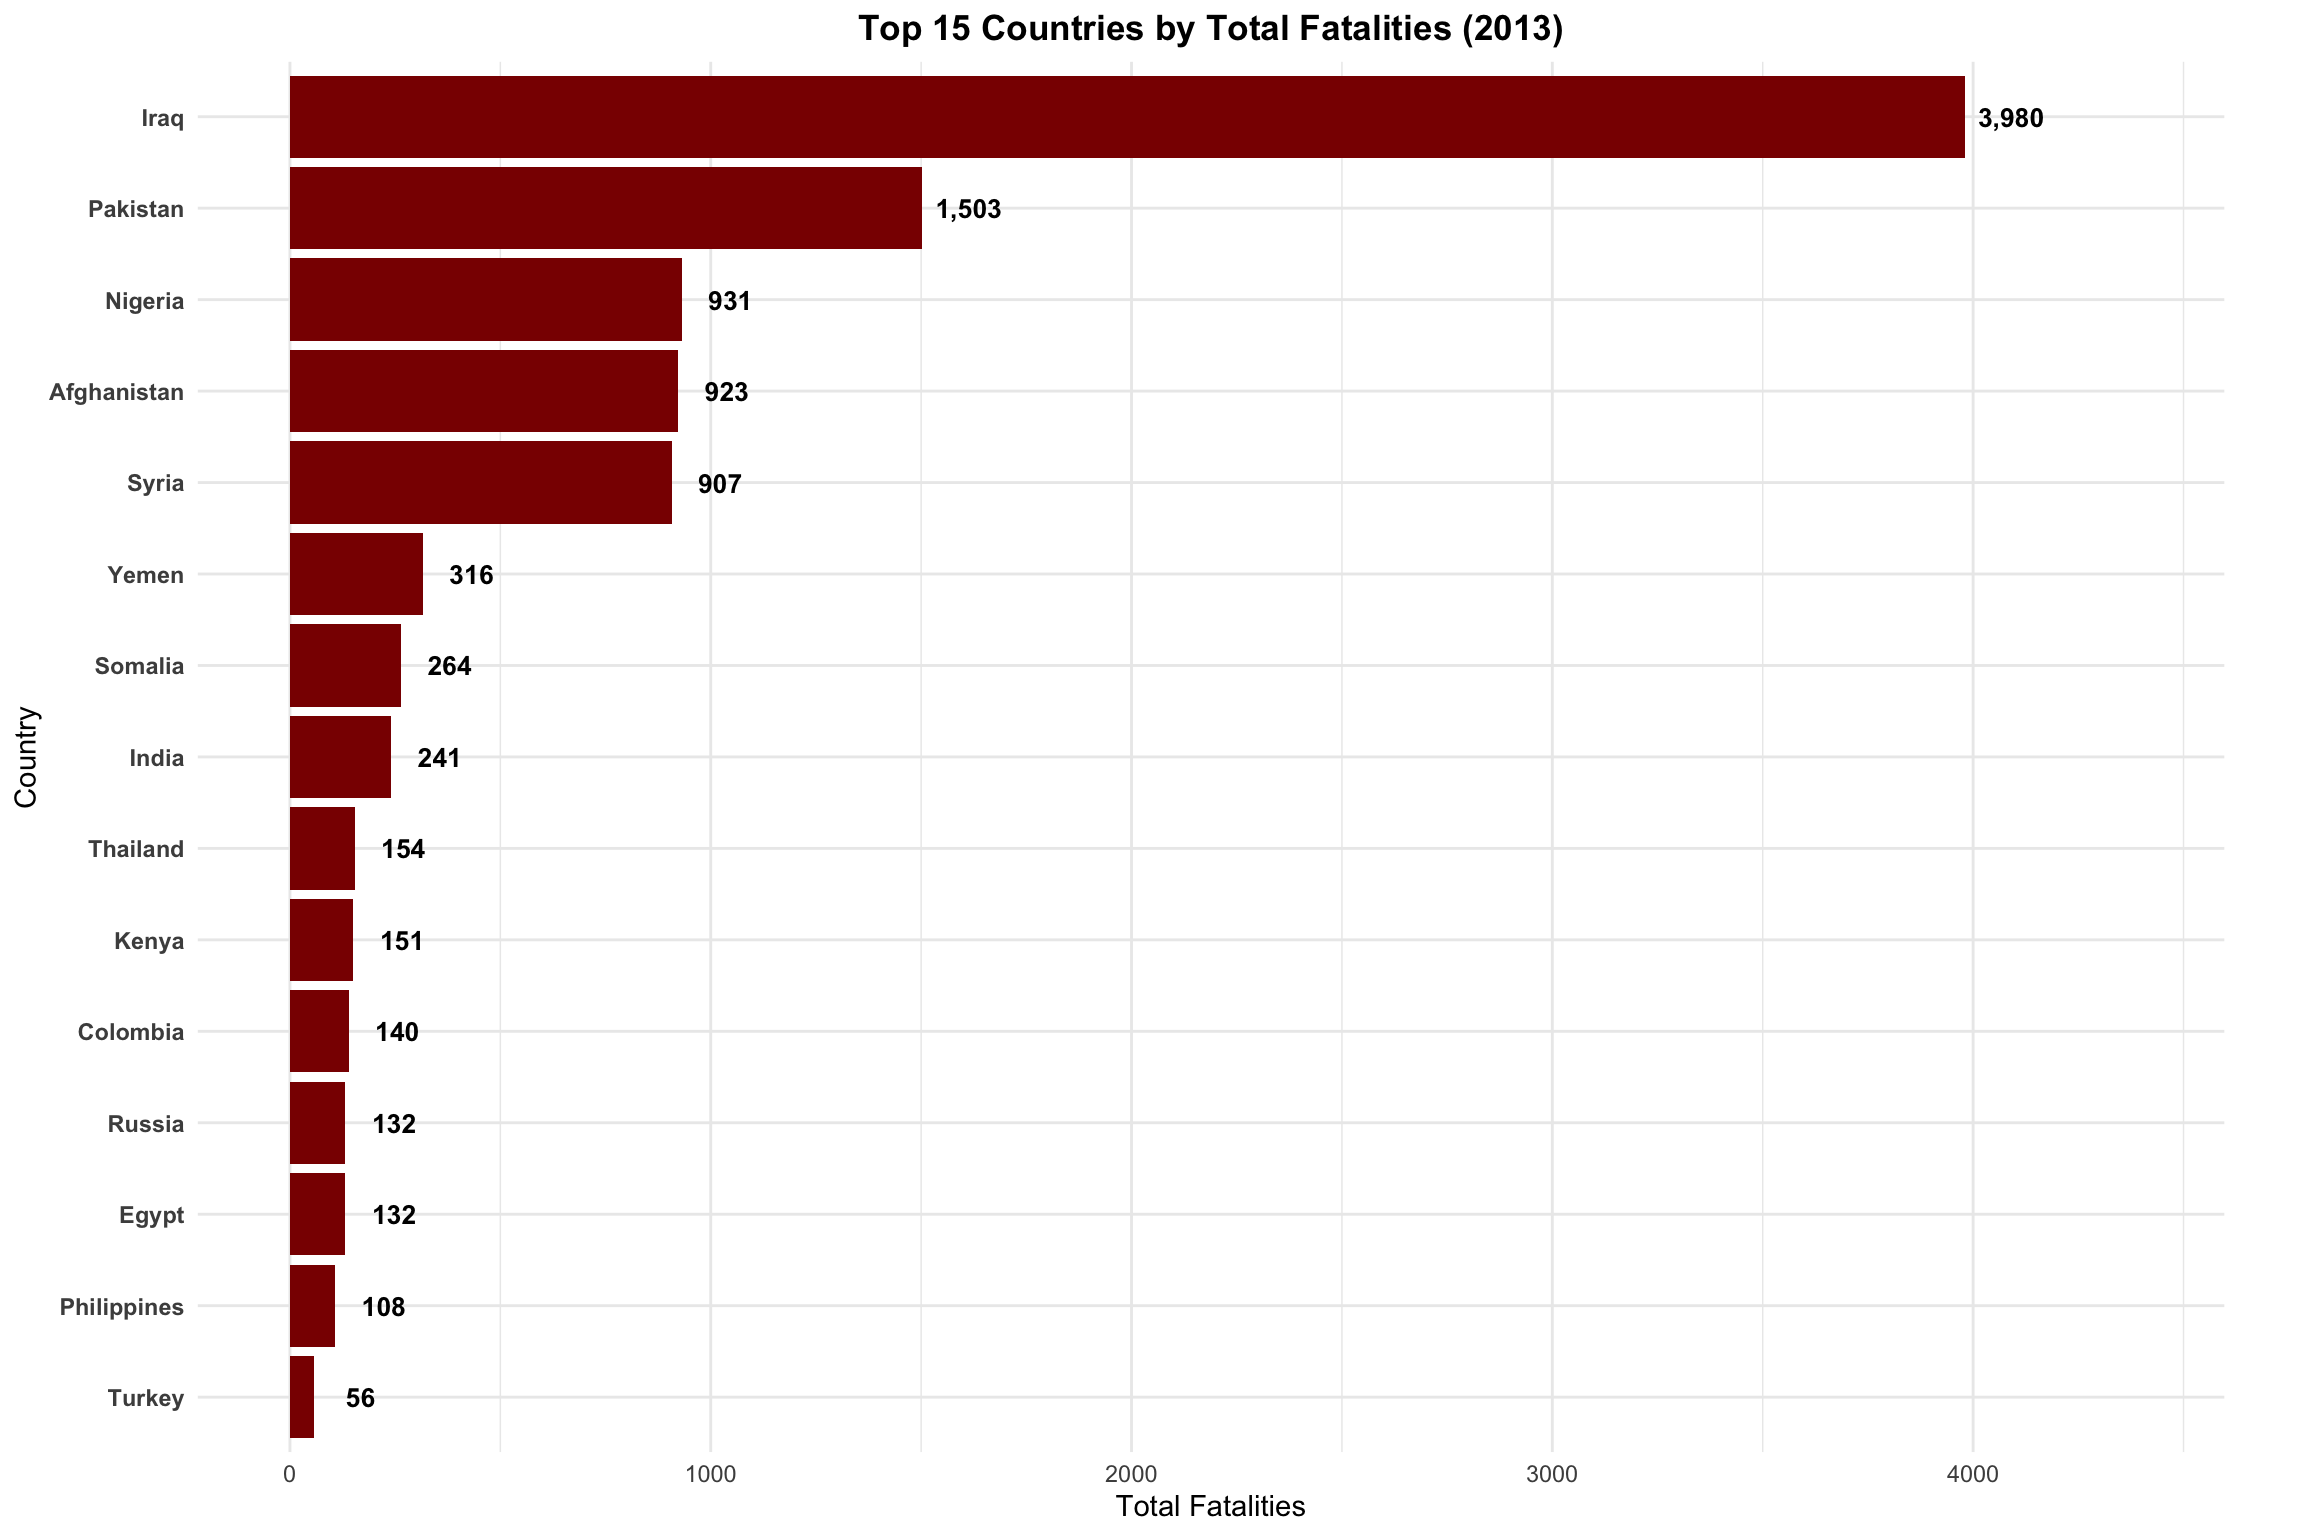 Top 15 Countries by Total Fatalities (2013)
Iraq 3,980
Pakistan 1,503
Nigeria 931
Afghanistan 923
Syria 907
Yemen 316
Somalia 264
India 241
Thailand 154
Kenya 151
Colombia 140
Russia 132
Egypt 132
Philippines 108
Turkey 56
Country
0 1000 2000 3000 4000
Total Fatalities